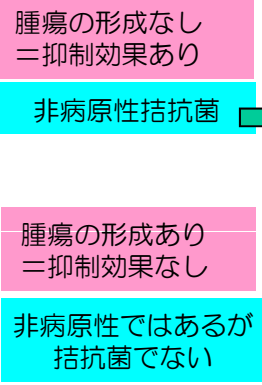 腫瘍の形成なし
＝抑制効果あり
非病原性拮抗菌
腫瘍の形成あり
＝抑制効果なし
非病原性ではあるが
拮抗菌でない